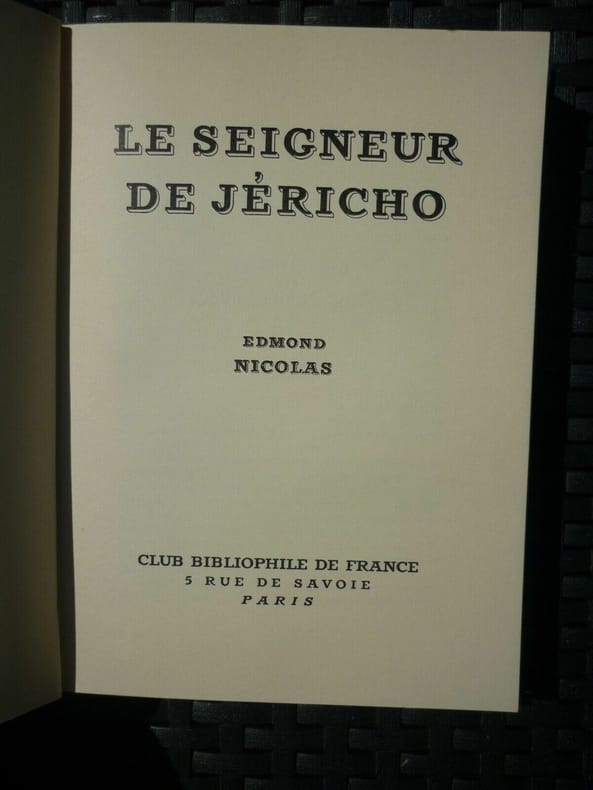 LE SEIGNEUR
DE JÉRICHO
EDMOND
NICOLAS
CLUB BIBLIOPHILE DE FRANCE
5 RUE DE SAVOIE
PARIS